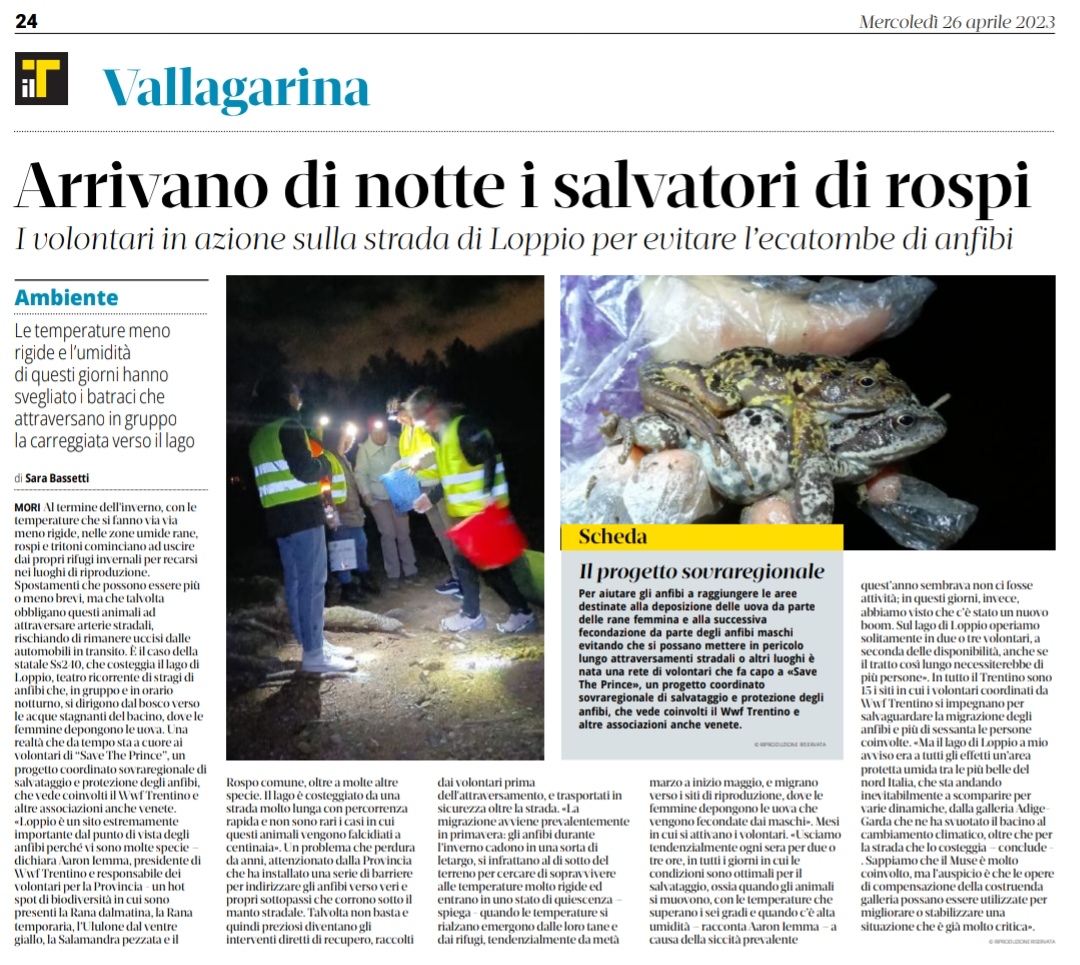 24
Mercoledì 26 aprile 2023
ilT
Vallagarina
Arrivano di notte i salvatori di rospi
I volontari in azione sulla strada di Loppio per evitare l'ecatombe di anfibi
Ambiente
Le temperature meno
rigide e l'umidità
di questi giorni hanno
svegliato i batraci che
attraversano in gruppo
la carreggiata verso il lago
di Sara Bassetti
MORI Al termine dell'inverno, con le
temperature che si fanno via via
meno rigide, nelle zone umide rane,
rospi e tritoni cominciano ad uscire
dai propri rifugi invernali per recarsi
nei luoghi di riproduzione.
Spostamenti che possono essere più
o meno brevi, ma che talvolta
obbligano questi animali ad
attraversare arterie stradali,
rischiando di rimanere uccisi dalle
automobili in transito. È il caso della
statale Ss240, che costeggia il lago di
Loppio, teatro ricorrente di stragi di
anfibi che, in gruppo e in orario
notturno, si dirigono dal bosco verso
le acque stagnanti del bacino, dove le
femmine depongono le uova. Una
realtà che da tempo sta a cuore ai
volontari di "Save The Prince", un
progetto coordinato sovraregionale di
salvataggio e protezione degli anfibi,
che vede coinvolti il Wwf Trentino e
altre associazioni anche venete.
«Loppio è un sito estremamente
importante dal punto di vista degli
anfibi perché vi sono molte specie –
dichiara Aaron Iemma, presidente di
Wwf Trentino e responsabile dei
volontari per la Provincia - un hot
spot di biodiversità in cui sono
presenti la Rana dalmatina, la Rana
temporaria, l'Ululone dal ventre
giallo, la Salamandra pezzata e il
Rospo comune, oltre a molte altre
specie. Il lago è costeggiato da una
strada molto lunga con percorrenza
rapida e non sono rari i casi in cui
questi animali vengono falcidiati a
centinaia». Un problema che perdura
da anni, attenzionato dalla Provincia
che ha installato una serie di barriere
per indirizzare gli anfibi verso veri e
propri sottopassi che corrono sotto il
manto stradale. Talvolta non basta e
quindi preziosi diventano gli
interventi diretti di recupero, raccolti
dai volontari prima
dell'attraversamento, e trasportati in
sicurezza oltre la strada. «La
migrazione avviene prevalentemente
in primavera: gli anfibi durante
l'inverno cadono in una sorta di
letargo, si infrattano al di sotto del
terreno per cercare di sopravvivere
alle temperature molto rigide ed
entrano in uno stato di quiescenza –
spiega - quando le temperature si
rialzano emergono dalle loro tane e
dai rifugi, tendenzialmente da metà
marzo a inizio maggio, e migrano
verso i siti di riproduzione, dove le
femmine depongono le uova che
vengono fecondate dai maschi». Mesi
in cui si attivano i volontari. «Usciamo
tendenzialmente ogni sera per due o
tre ore, in tutti i giorni in cui le
condizioni sono ottimali per il
salvataggio, ossia quando gli animali
si muovono, con le temperature che
superano i sei gradi e quando c'è alta
umidità – racconta Aaron Iemma – a
causa della siccità prevalente
quest'anno sembrava non ci fosse
attività; in questi giorni, invece,
abbiamo visto che c'è stato un nuovo
boom. Sul lago di Loppio operiamo
solitamente in due o tre volontari, a
seconda delle disponibilità, anche se
il tratto così lungo necessiterebbe di
più persone». In tutto il Trentino sono
15 i siti in cui i volontari coordinati da
Wwf Trentino si impegnano per
salvaguardare la migrazione degli
anfibi e più di sessanta le persone
coinvolte. «Ma il lago di Loppio a mio
avviso era a tutti gli effetti un'area
protetta umida tra le più belle del
nord Italia, che sta andando
inevitabilmente a scomparire per
varie dinamiche, dalla galleria Adige-
Garda che ne ha svuotato il bacino al
cambiamento climatico, oltre che per
la strada che lo costeggia – conclude -
. Sappiamo che il Muse è molto
coinvolto, ma l'auspicio è che le opere
di compensazione della costruenda
galleria possano essere utilizzate per
migliorare o stabilizzare una
situazione che è già molto critica».
© RIPRODUZIONE RISERVATA
Scheda
Il progetto sovraregionale
Per aiutare gli anfibi a raggiungere le aree
destinate alla deposizione delle uova da parte
delle rane femmina e alla successiva
fecondazione da parte degli anfibi maschi
evitando che si possano mettere in pericolo
lungo attraversamenti stradali o altri luoghi è
nata una rete di volontari che fa capo a «Save
The Prince», un progetto coordinato
sovraregionale di salvataggio e protezione degli
anfibi, che vede coinvolti il Wwf Trentino e
altre associazioni anche venete.
© RIPRODUZIONE RISERVATA